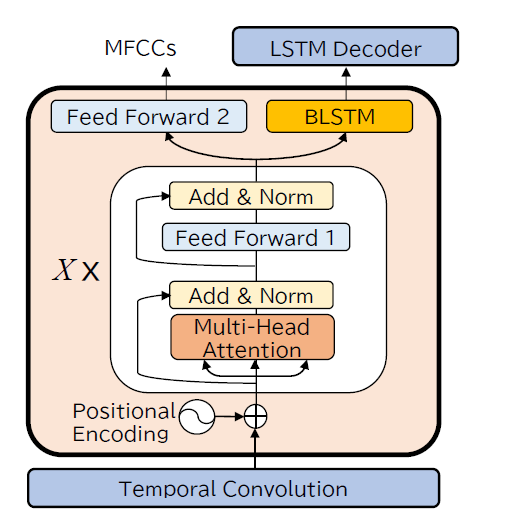 MFCCs
LSTM Decoder
Feed Forward 2
BLSTM
Add & Norm
Feed Forward 1
X x
Add & Norm
Multi-Head
Attention
Positional
Encoding
Temporal Convolution